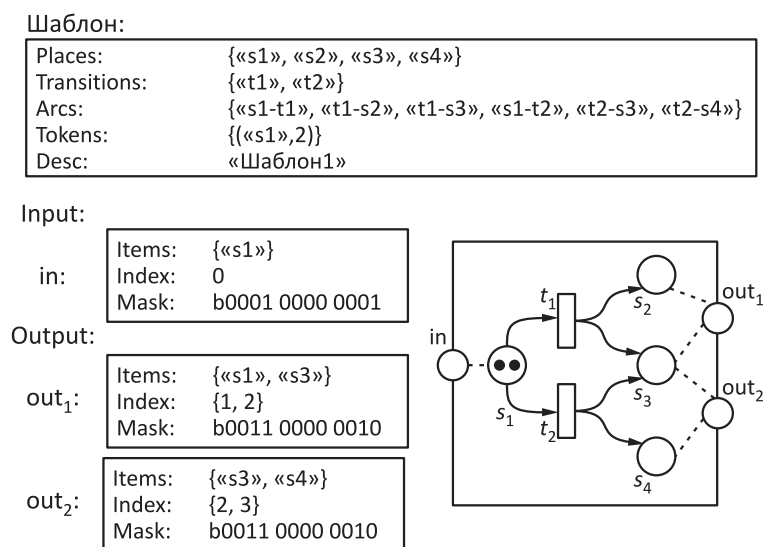 Шаблон:
Places: {«s1», «s2», «s3», «s4»}
Transitions: {«t1», «t2»}
Arcs: {«s1-t1», «t1-s2», «t1-s3», «s1-t2», «t2-s3», «t2-s4»}
Tokens: {(«s1»,2)}
Desc: «Шаблон1»
Input:
in:
Items: {«s1»}
Index: 0
Mask: b0001 0000 0001
Output:
out₁:
Items: {«s1», «s3»}
Index: {1, 2}
Mask: b0011 0000 0010
out₂:
Items: {«s3», «s4»}
Index: {2, 3}
Mask: b0011 0000 0010
in
s₁
t₁
t₂
s₂
s₃
s₄
out₁
out₂